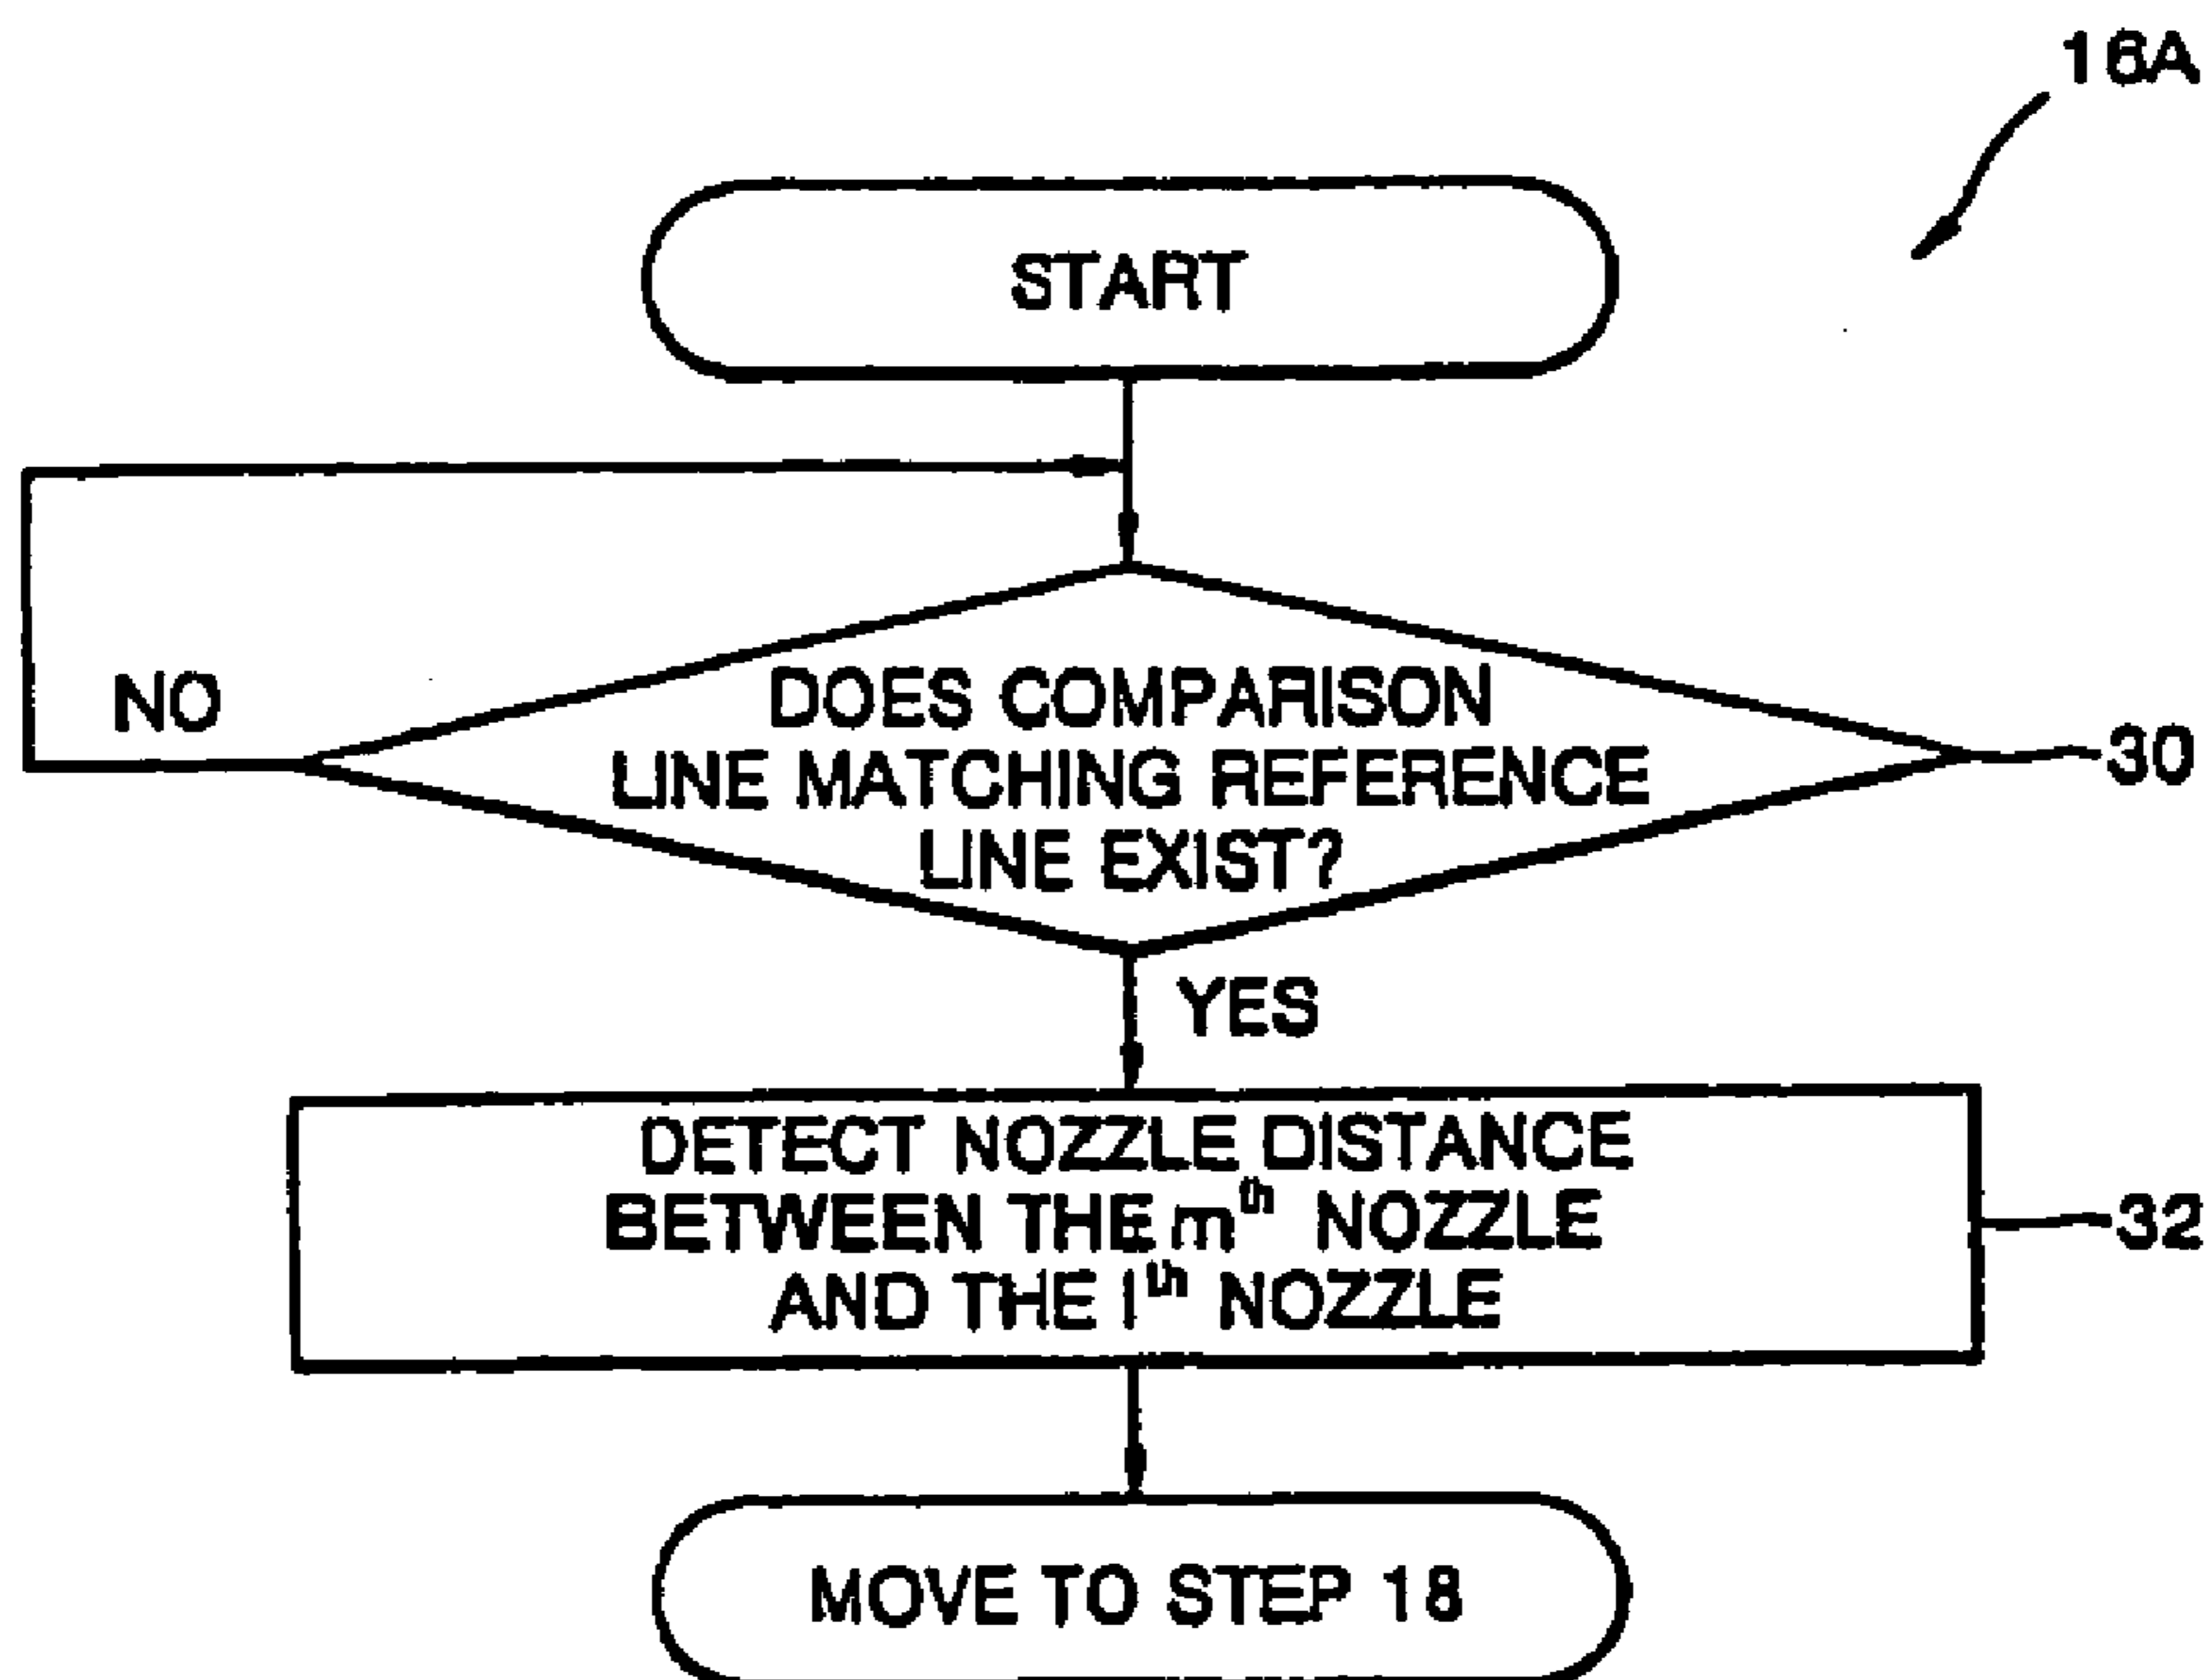 16A
START
NO
DOES COMPARISON
LINE MATCHING REFERENCE
LINE EXIST?
30
YES
DETECT NOZZLE DISTANCE
BETWEEN THE mth NOZZLE
AND THE lth NOZZLE
32
MOVE TO STEP 18